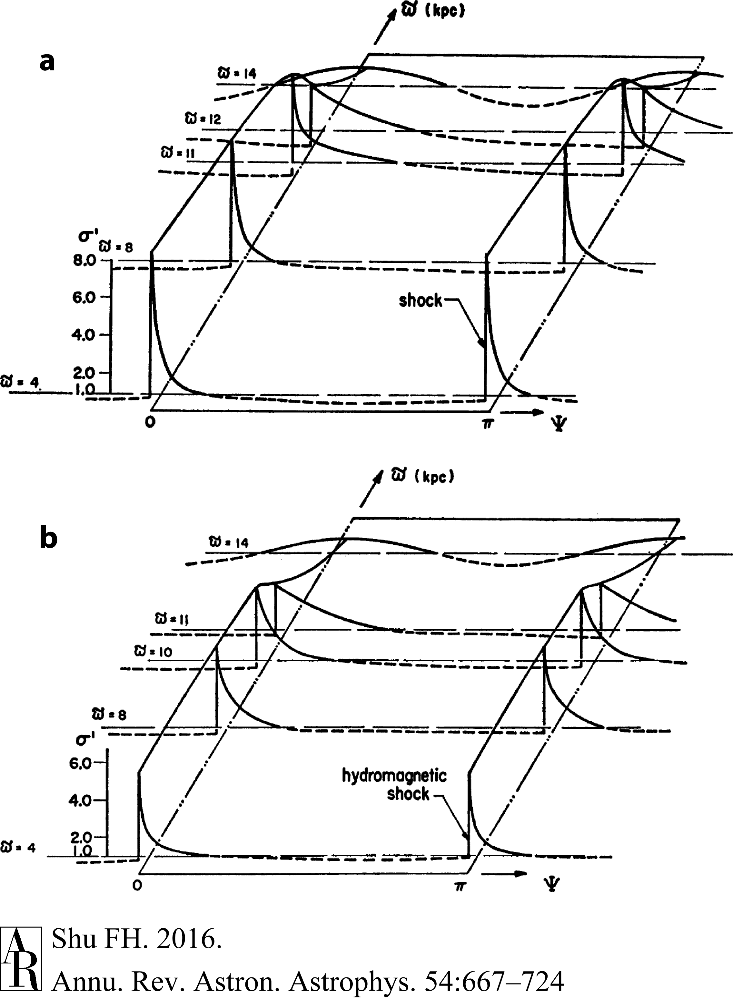 ϖ (kpc)
a
ϖ = 14
ϖ = 12
ϖ = 11
σ'
ϖ = 8
8.0
6.0
shock
4.0
2.0
ϖ = 4
1.0
0
π
Ψ
ϖ (kpc)
b
ϖ = 14
ϖ = 11
ϖ = 10
ϖ = 8
σ'
6.0
hydromagnetic
shock
4.0
2.0
ϖ = 4
1.0
0
π
Ψ
AR
Shu FH. 2016.
Annu. Rev. Astron. Astrophys. 54:667–724